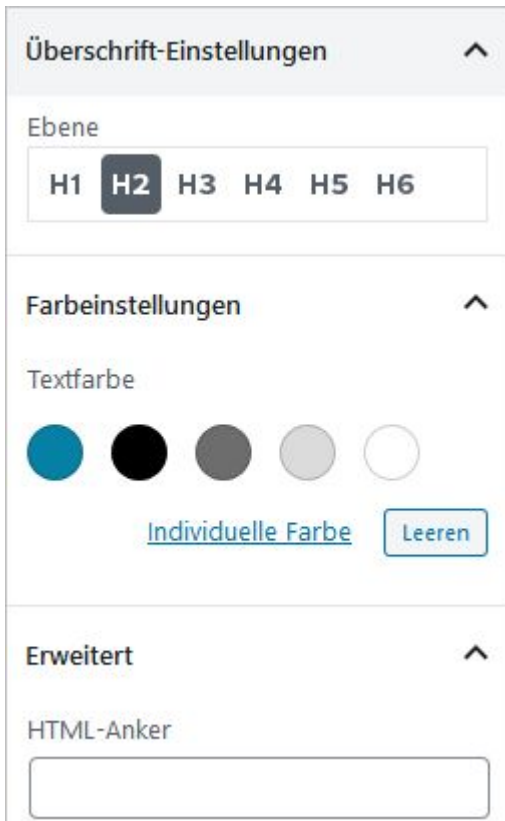 Überschrift-Einstellungen
Ebene
H1 H2 H3 H4 H5 H6
Farbeinstellungen
Textfarbe
Individuelle Farbe Leeren
Erweitert
HTML-Anker